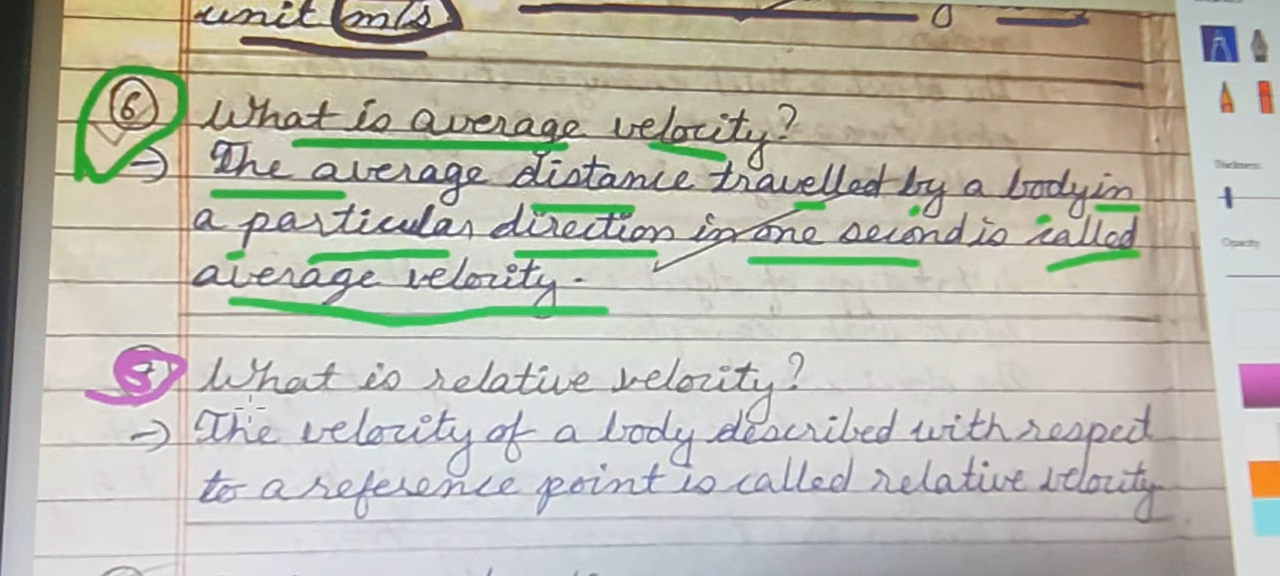 unit m/s
6 What is average velocity?
→ The average distance travelled by a body in
a particular direction in one second is called
average velocity.
What is relative velocity?
→ The velocity of a body described with respect
to a reference point is called relative velocity
Thickness
Opacity